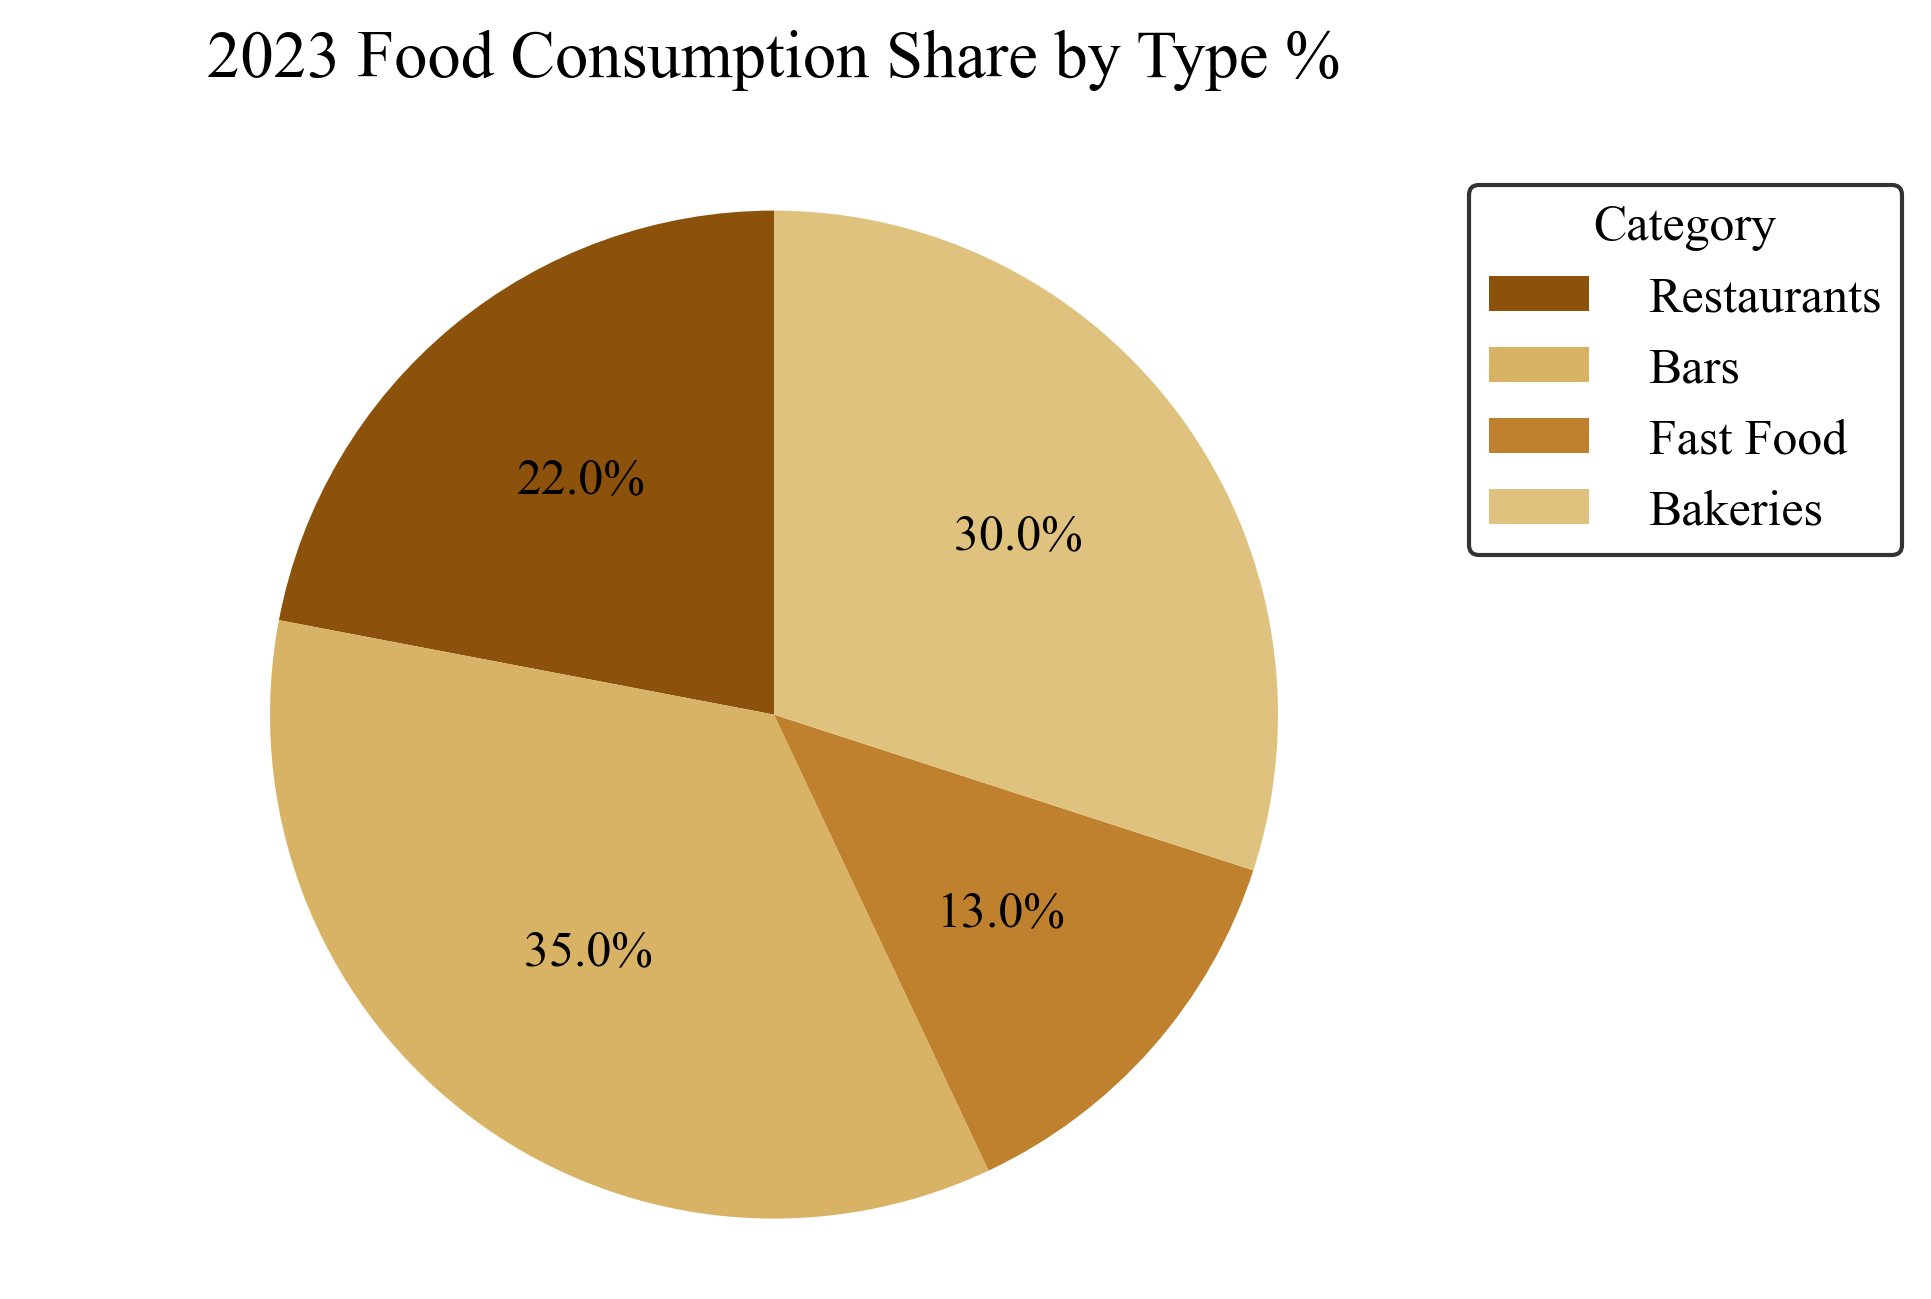 2023 Food Consumption Share by Type %
Category
Restaurants
Bars
Fast Food
Bakeries
22.0%
30.0%
13.0%
35.0%